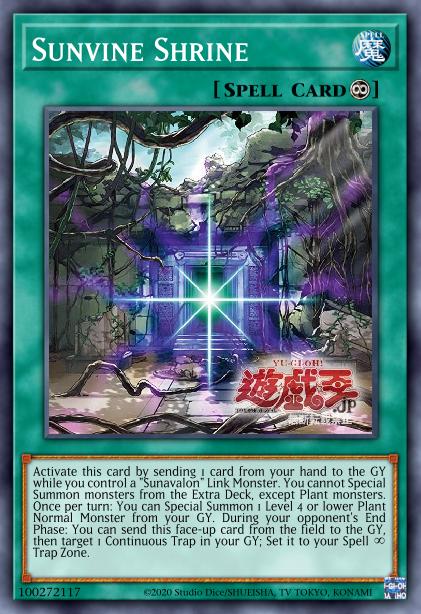 SUNVINE SHRINE
SPELL
魔
[SPELL CARD∞]
YU-GI-OH!
遊戯王
.JP
Activate this card by sending 1 card from your hand to the GY
while you control a "Sunavalon" Link Monster. You cannot Special
Summon monsters from the Extra Deck, except Plant monsters.
Once per turn: You can Special Summon 1 Level 4 or lower Plant
Normal Monster from your GY. During your opponent's End
Phase: You can send this face-up card from the field to the GY,
then target 1 Continuous Trap in your GY; Set it to your Spell ∞
Trap Zone.
100272117
©2020 Studio Dice/SHUEISHA, TV TOKYO, KONAMI